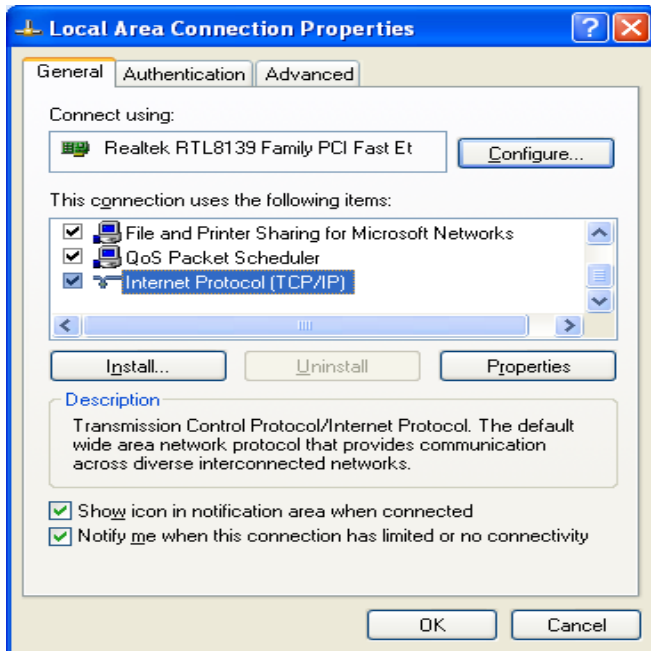 Local Area Connection Properties
General Authentication Advanced
Connect using:
Realtek RTL8139 Family PCI Fast Et
Configure...
This connection uses the following items:
File and Printer Sharing for Microsoft Networks
QoS Packet Scheduler
Internet Protocol (TCP/IP)
Install... Uninstall Properties
Description
Transmission Control Protocol/Internet Protocol. The default
wide area network protocol that provides communication
across diverse interconnected networks.
Show icon in notification area when connected
Notify me when this connection has limited or no connectivity
OK Cancel